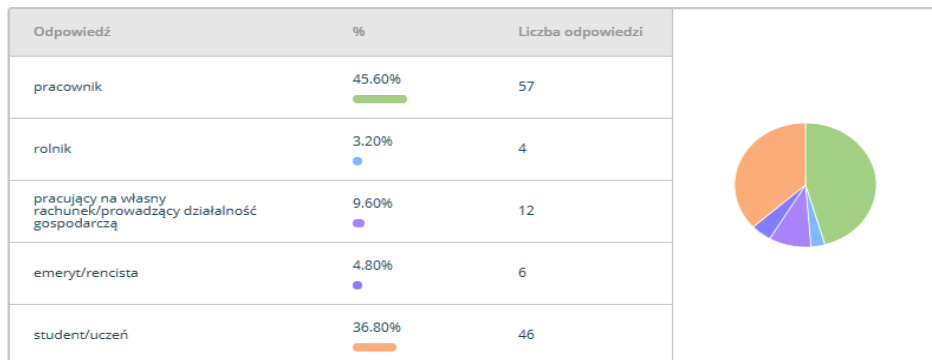 Odpowiedź % Liczba odpowiedzi
pracownik 45.60% 57
rolnik 3.20% 4
pracujący na własny
rachunek/prowadzący działalność
gospodarczą 9.60% 12
emeryt/rencista 4.80% 6
student/uczeń 36.80% 46